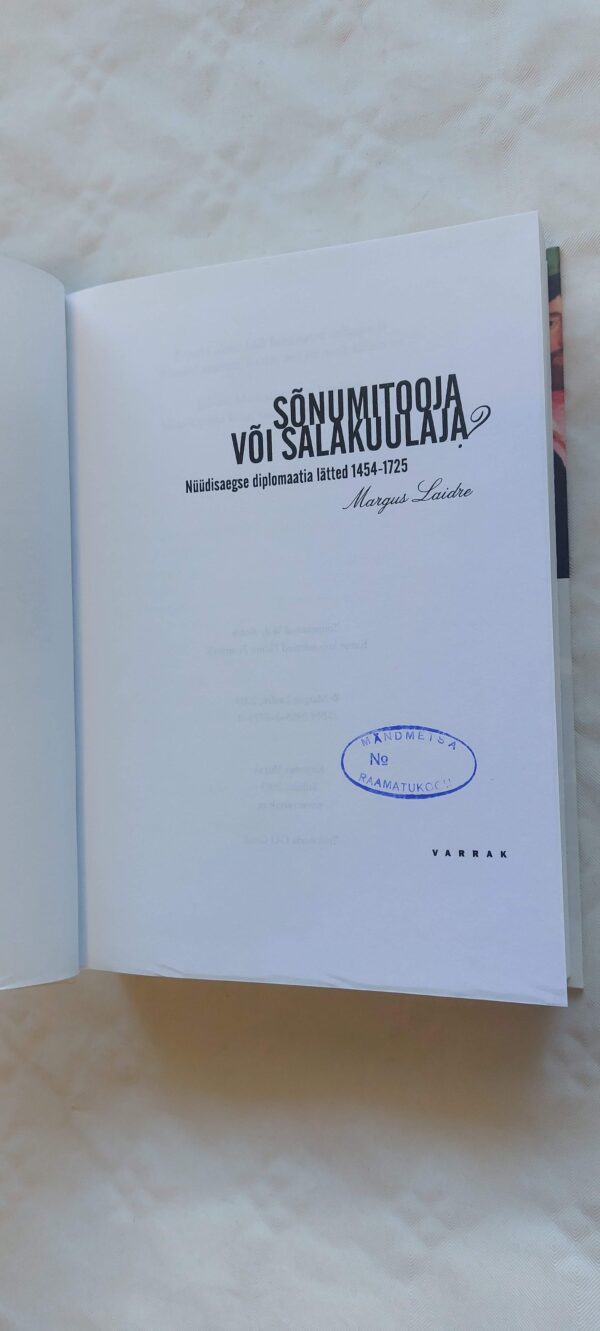 SÕNUMITOOJA
VÕI SALAKUULAJA?
Nüüdisaegse diplomaatia lätted 1454-1725
Margus Laidre
MÄNDMETSA
№
RAAMATUKOGU
VARRAK